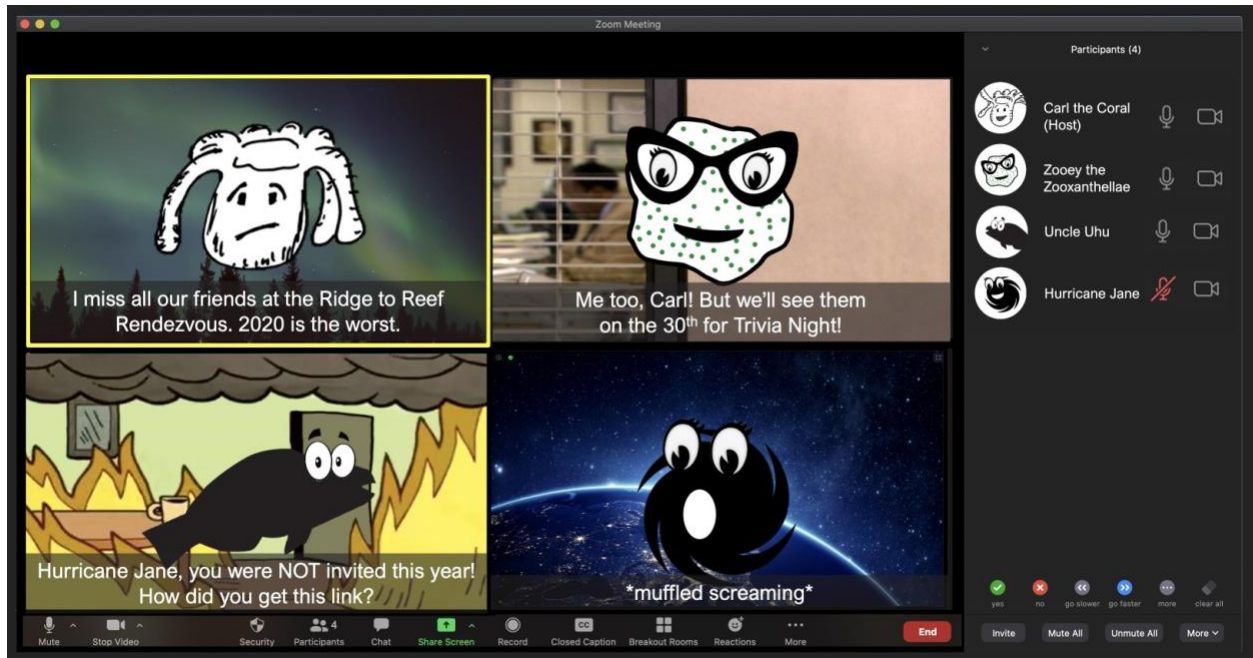 Zoom Meeting
I miss all our friends at the Ridge to Reef
Rendezvous. 2020 is the worst.
Me too, Carl! But we'll see them
on the 30th for Trivia Night!
Hurricane Jane, you were NOT invited this year!
How did you get this link?
*muffled screaming*
Mute
Stop Video
Security
4
Participants
Chat
Share Screen
Record
CC
Closed Caption
Breakout Rooms
Reactions
More
End
Participants (4)
Carl the Coral
(Host)
Zooey the
Zooxanthellae
Uncle Uhu
Hurricane Jane
yes
no
go slower
go faster
more
clear all
Invite
Mute All
Unmute All
More